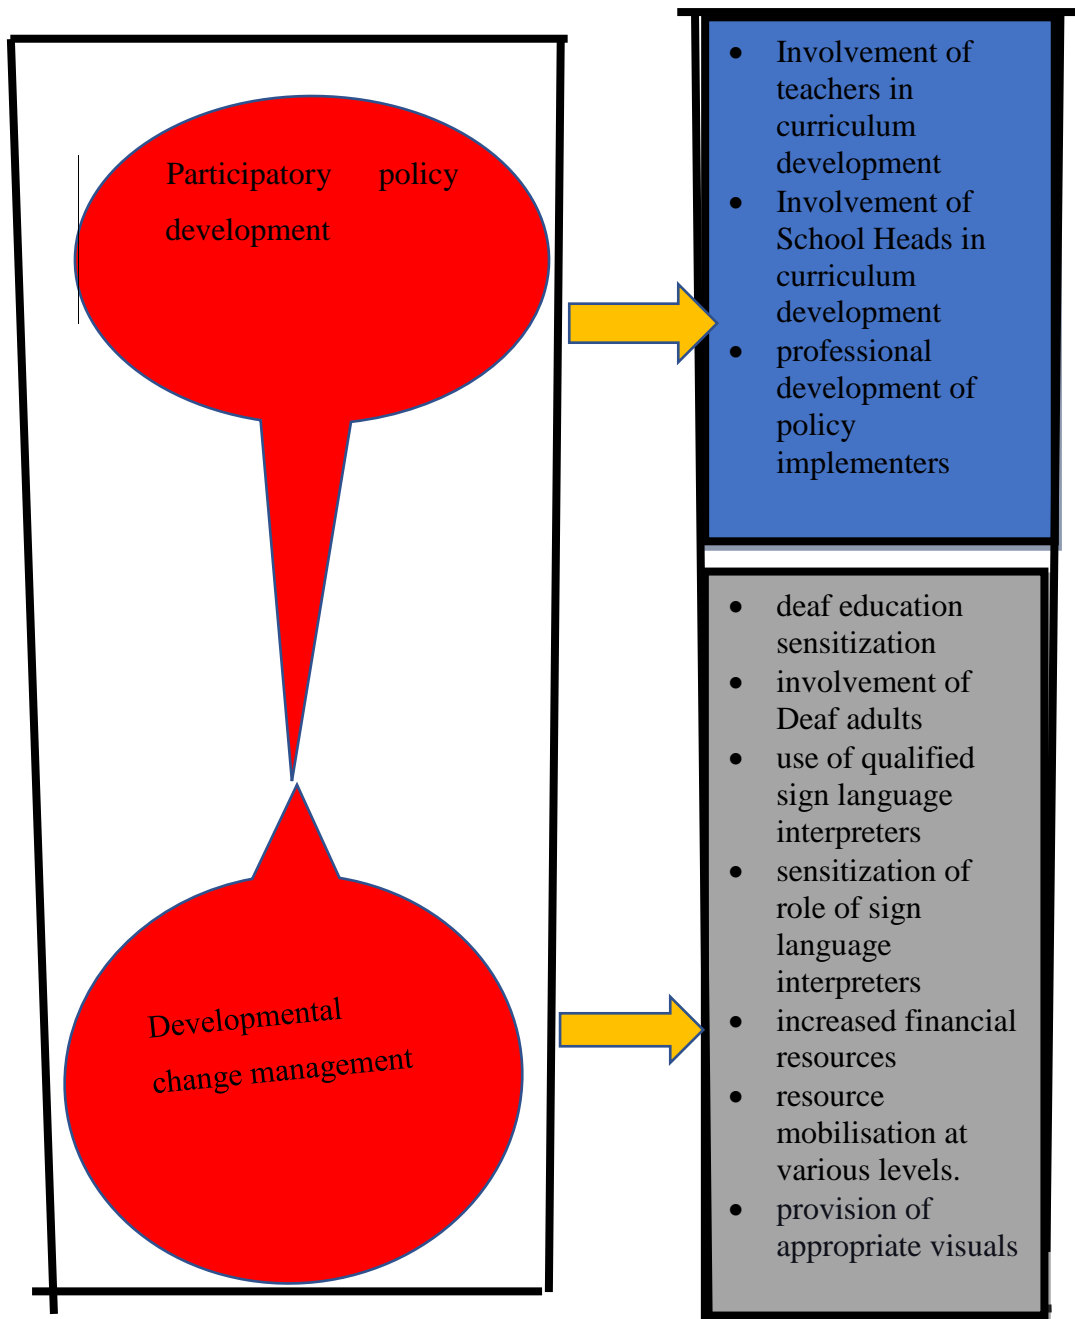 Participatory policy
development
• Involvement of
teachers in
curriculum
development
• Involvement of
School Heads in
curriculum
development
• professional
development of
policy
implementers
Developmental
change management
• deaf education
sensitization
• involvement of
Deaf adults
• use of qualified
sign language
interpreters
• sensitization of
role of sign
language
interpreters
• increased financial
resources
• resource
mobilisation at
various levels.
• provision of
appropriate visuals